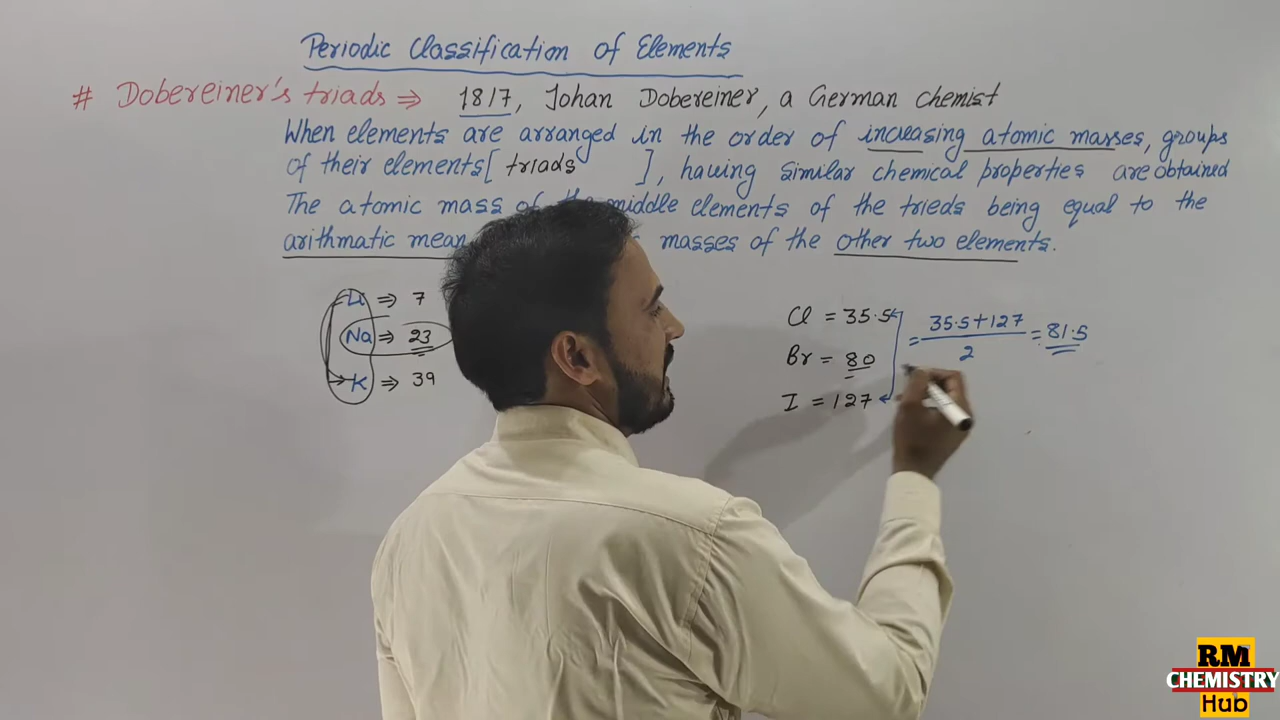 Periodic Classification of Elements
# Dobereiner's triads ⇒ 1817, Johan Dobereiner, a German chemist
When elements are arranged in the order of increasing atomic masses, groups
of their elements [ triads ], having similar chemical properties are obtained
The atomic mass of the middle elements of the trieds being equal to the
arithmatic mean masses of the other two elements.
Li ⇒ 7
Na ⇒ 23
K ⇒ 39
Cl = 35.5
Br = 80
I = 127
= 35.5+127 / 2 = 81.5
RM
CHEMISTRY
Hub